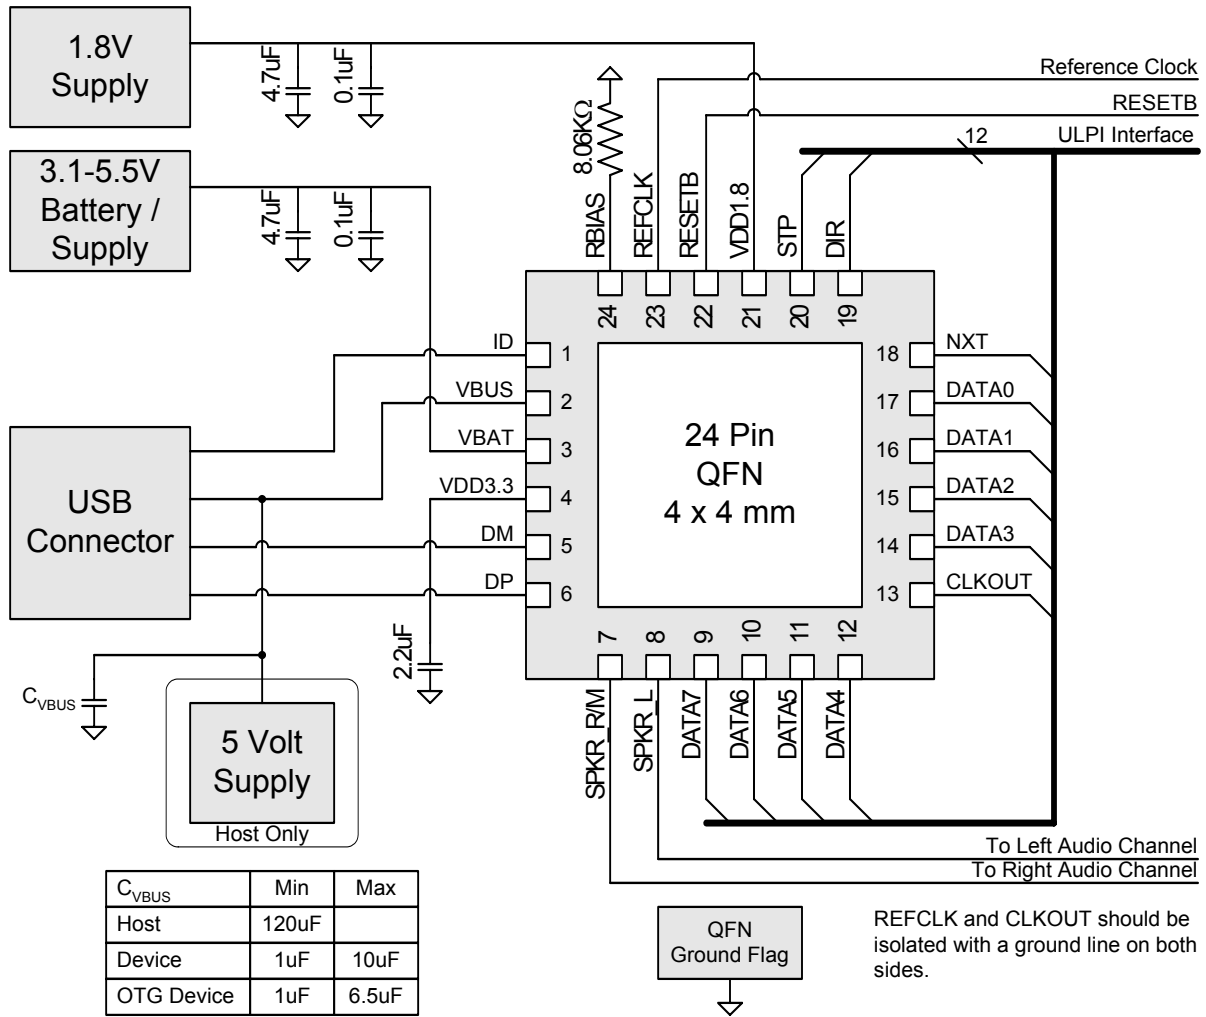 1.8V
Supply
4.7uF
0.1uF
3.1-5.5V
Battery /
Supply
4.7uF
0.1uF
8.06KΩ
Reference Clock
RESETB
12
ULPI Interface
RBIAS
REFCLK
RESETB
VDD1.8
STP
DIR
24
23
22
21
20
19
ID
1
VBUS
2
VBAT
3
VDD3.3
4
DM
5
DP
6
USB
Connector
24 Pin
QFN
4 x 4 mm
18
NXT
17
DATA0
16
DATA1
15
DATA2
14
DATA3
13
CLKOUT
7
8
9
10
11
12
SPKR_R/M
SPKR_L
DATA7
DATA6
DATA5
DATA4
2.2uF
CVBUS
5 Volt
Supply
Host Only
To Left Audio Channel
To Right Audio Channel
CVBUS Min Max
Host 120uF
Device 1uF 10uF
OTG Device 1uF 6.5uF
QFN
Ground Flag
REFCLK and CLKOUT should be
isolated with a ground line on both
sides.